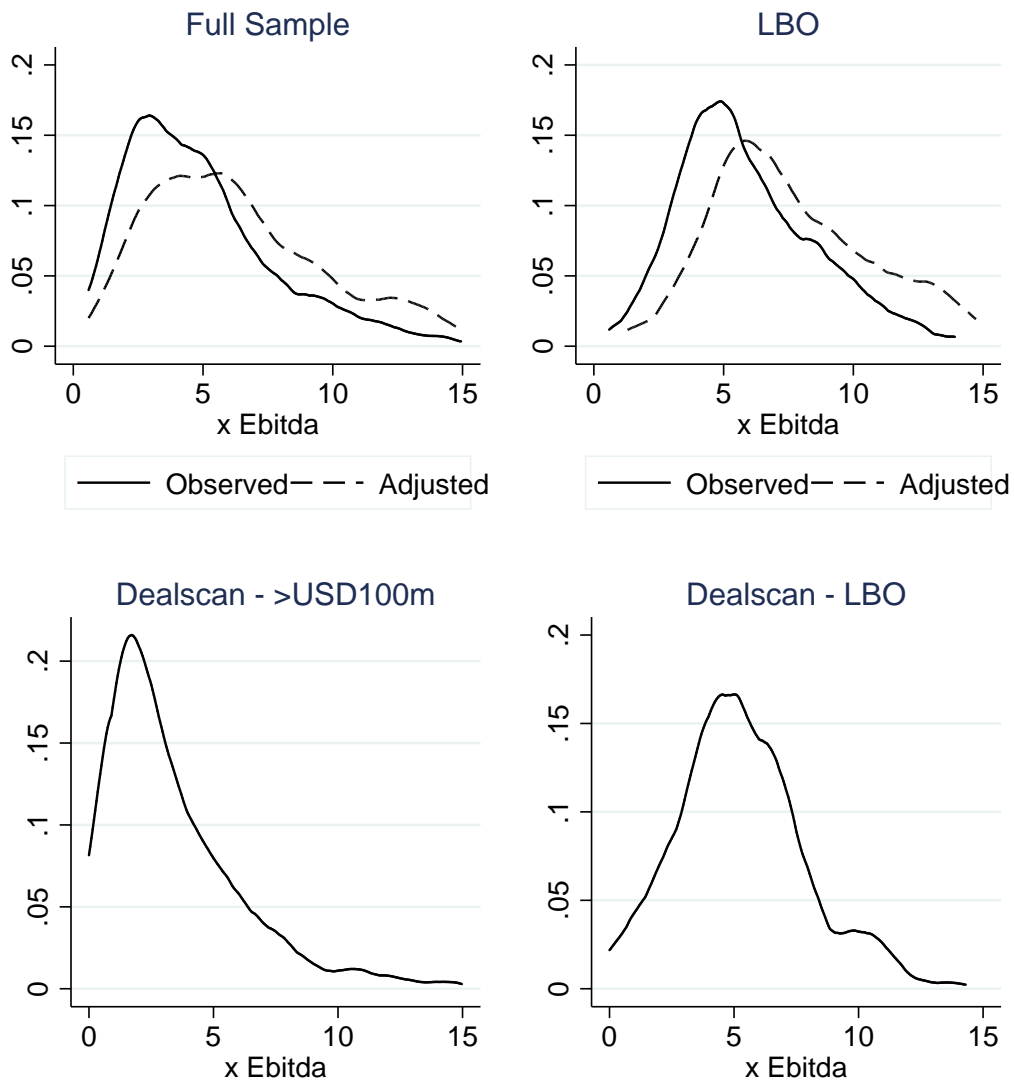 Full Sample
.2
.15
.1
.05
0
0 5 10 15
x Ebitda
Observed Adjusted
LBO
.2
.15
.1
.05
0
0 5 10 15
x Ebitda
Observed Adjusted
Dealscan - >USD100m
.2
.15
.1
.05
0
0 5 10 15
x Ebitda
Dealscan - LBO
.2
.15
.1
.05
0
0 5 10 15
x Ebitda